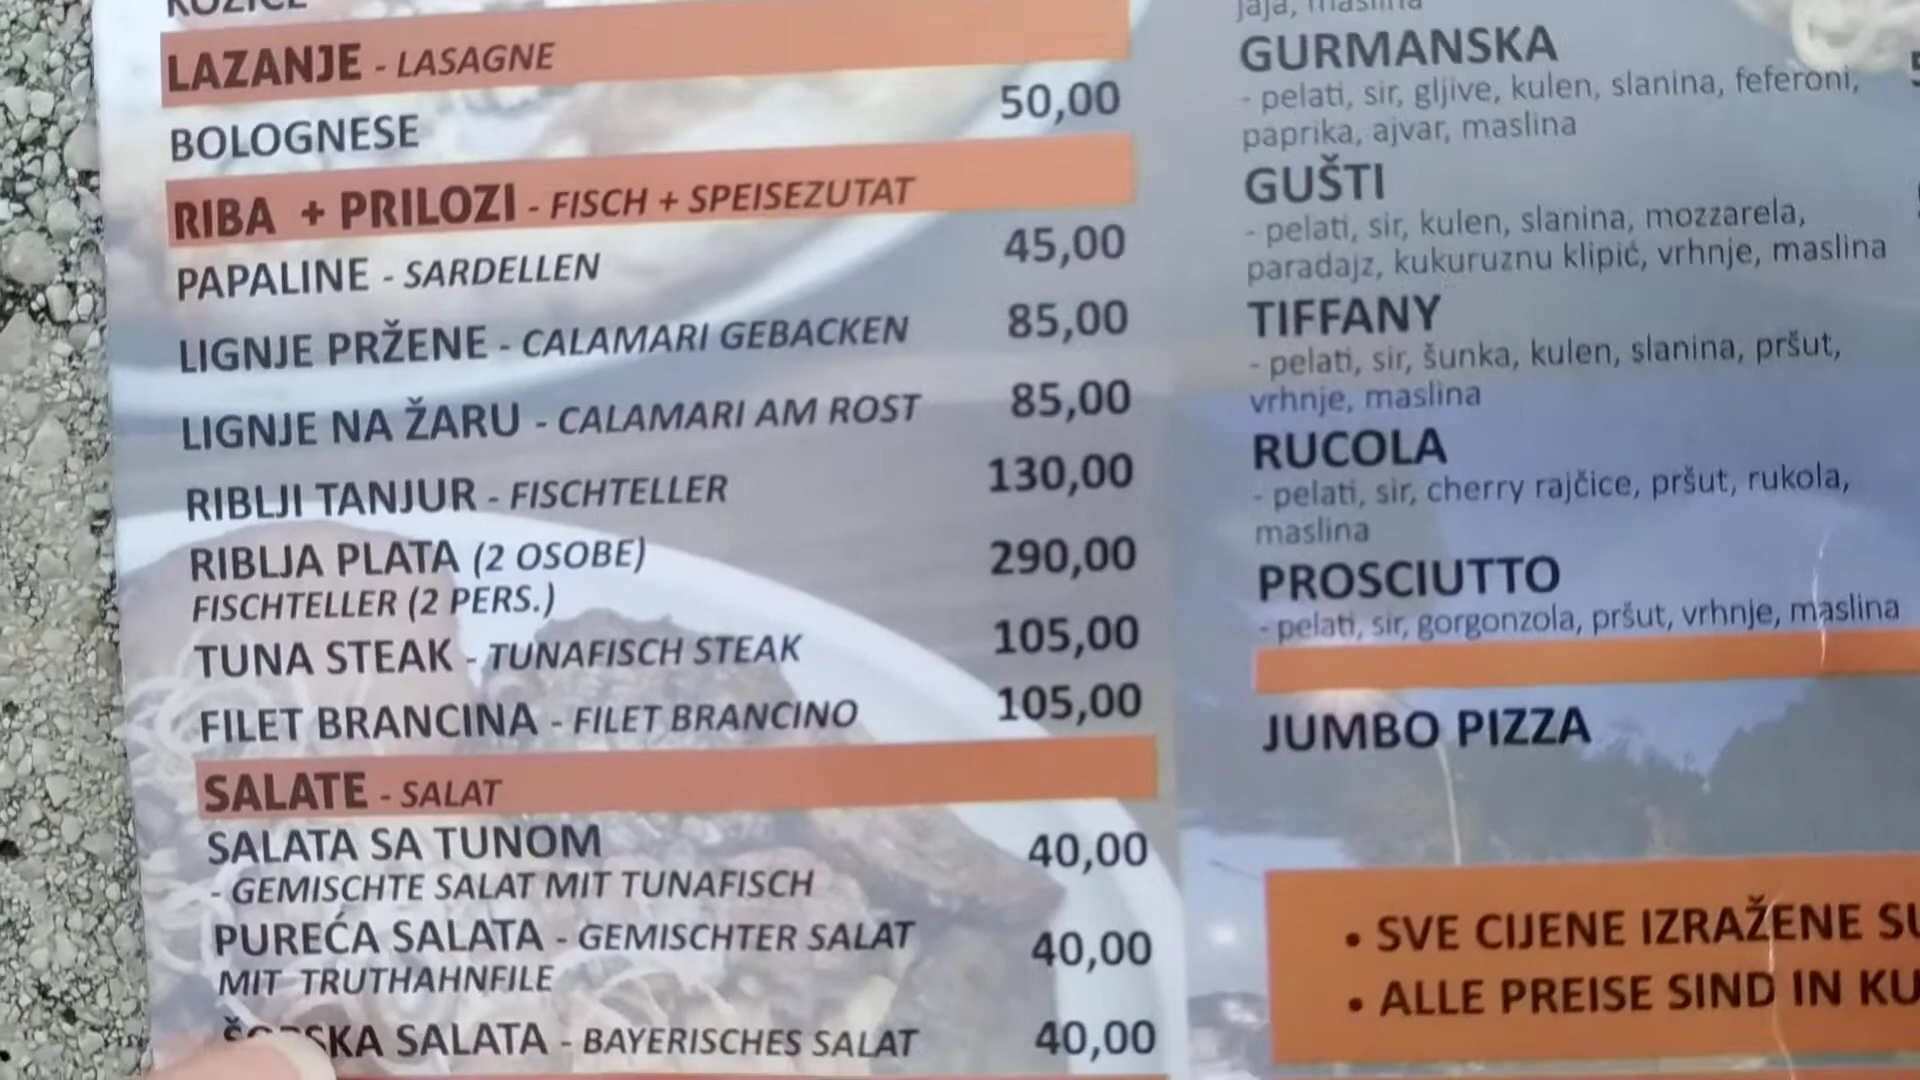 LAZANJE - LASAGNE
BOLOGNESE 50,00
RIBA + PRILOZI - FISCH + SPEISEZUTAT
PAPALINE - SARDELLEN 45,00
LIGNJE PRŽENE - CALAMARI GEBACKEN 85,00
LIGNJE NA ŽARU - CALAMARI AM ROST 85,00
RIBLJI TANJUR - FISCHTELLER 130,00
RIBLJA PLATA (2 OSOBE) 290,00
FISCHTELLER (2 PERS.)
TUNA STEAK - TUNAFISCH STEAK 105,00
FILET BRANCINA - FILET BRANCINO 105,00
SALATE - SALAT
SALATA SA TUNOM 40,00
- GEMISCHTE SALAT MIT TUNAFISCH
PUREĆA SALATA - GEMISCHTER SALAT 40,00
MIT TRUTHAHNFILE
SALATA - BAYERISCHES SALAT 40,00
jaja, maslina
GURMANSKA
- pelati, sir, gljive, kulen, slanina, feferoni,
paprika, ajvar, maslina
GUŠTI
- pelati, sir, kulen, slanina, mozzarela,
paradajz, kukuruznu klipić, vrhnje, maslina
TIFFANY
- pelati, sir, šunka, kulen, slanina, pršut,
vrhnje, maslina
RUCOLA
- pelati, sir, cherry rajčice, pršut, rukola,
maslina
PROSCIUTTO
- pelati, sir, gorgonzola, pršut, vrhnje, maslina
JUMBO PIZZA
• SVE CIJENE IZRAŽENE SU
• ALLE PREISE SIND IN KU